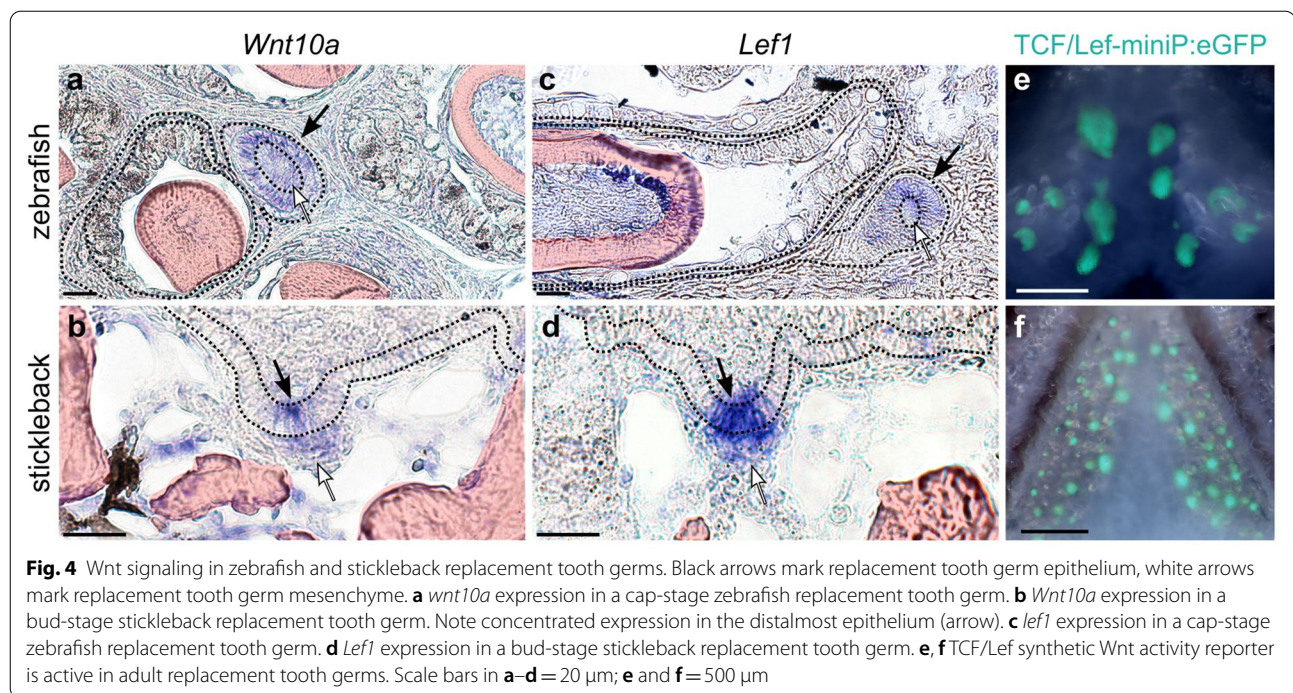 Wnt10a
Lef1
TCF/Lef-miniP:eGFP
zebrafish
a
c
e
stickleback
b
d
f
Fig. 4 Wnt signaling in zebrafish and stickleback replacement tooth germs. Black arrows mark replacement tooth germ epithelium, white arrows
mark replacement tooth germ mesenchyme. a wnt10a expression in a cap-stage zebrafish replacement tooth germ. b Wnt10a expression in a
bud-stage stickleback replacement tooth germ. Note concentrated expression in the distalmost epithelium (arrow). c lef1 expression in a cap-stage
zebrafish replacement tooth germ. d Lef1 expression in a bud-stage stickleback replacement tooth germ. e, f TCF/Lef synthetic Wnt activity reporter
is active in adult replacement tooth germs. Scale bars in a–d = 20 μm; e and f = 500 μm